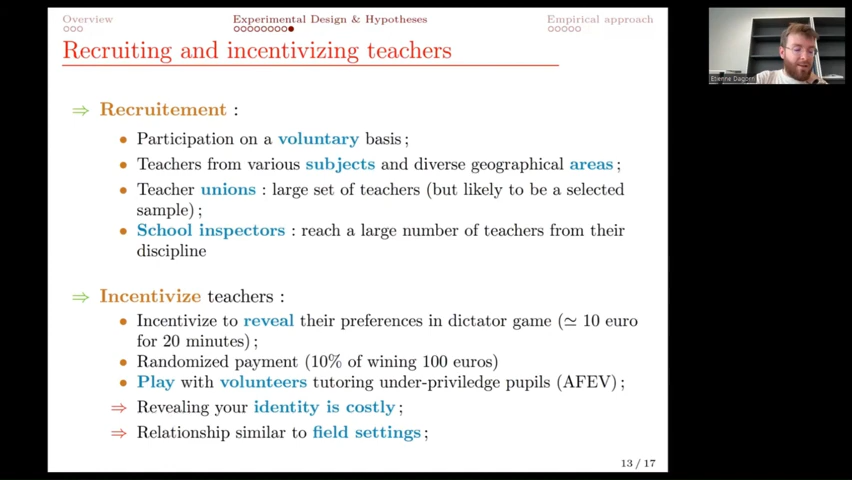 Overview
Experimental Design & Hypotheses
Empirical approach
Recruiting and incentivizing teachers
⇒ Recruitement :
• Participation on a voluntary basis ;
• Teachers from various subjects and diverse geographical areas ;
• Teacher unions : large set of teachers (but likely to be a selected
sample) ;
• School inspectors : reach a large number of teachers from their
discipline
⇒ Incentivize teachers :
• Incentivize to reveal their preferences in dictator game (≃ 10 euro
for 20 minutes) ;
• Randomized payment (10% of wining 100 euros)
• Play with volunteers tutoring under-priviledge pupils (AFEV) ;
⇒ Revealing your identity is costly ;
⇒ Relationship similar to field settings ;
13 / 17
Etienne Dagorn